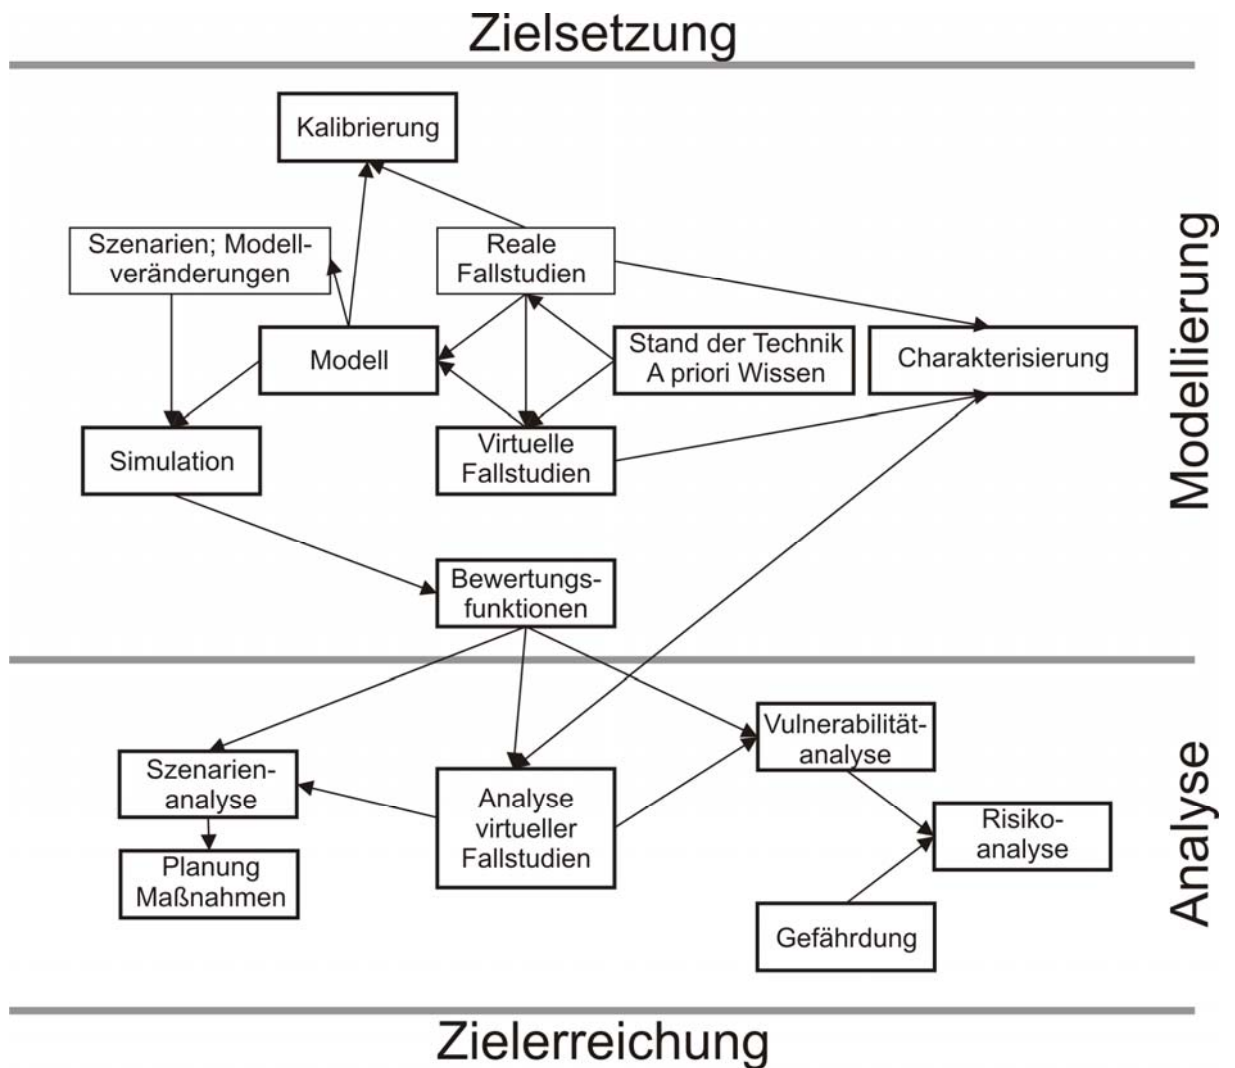 Zielsetzung
Kalibrierung
Szenarien; Modell-
veränderungen
Reale
Fallstudien
Modell
Stand der Technik
A priori Wissen
Charakterisierung
Simulation
Virtuelle
Fallstudien
Bewertungs-
funktionen
Modellierung
Vulnerabilität-
analyse
Szenarien-
analyse
Analyse
virtueller
Fallstudien
Risiko-
analyse
Planung
Maßnahmen
Gefährdung
Analyse
Zielerreichung